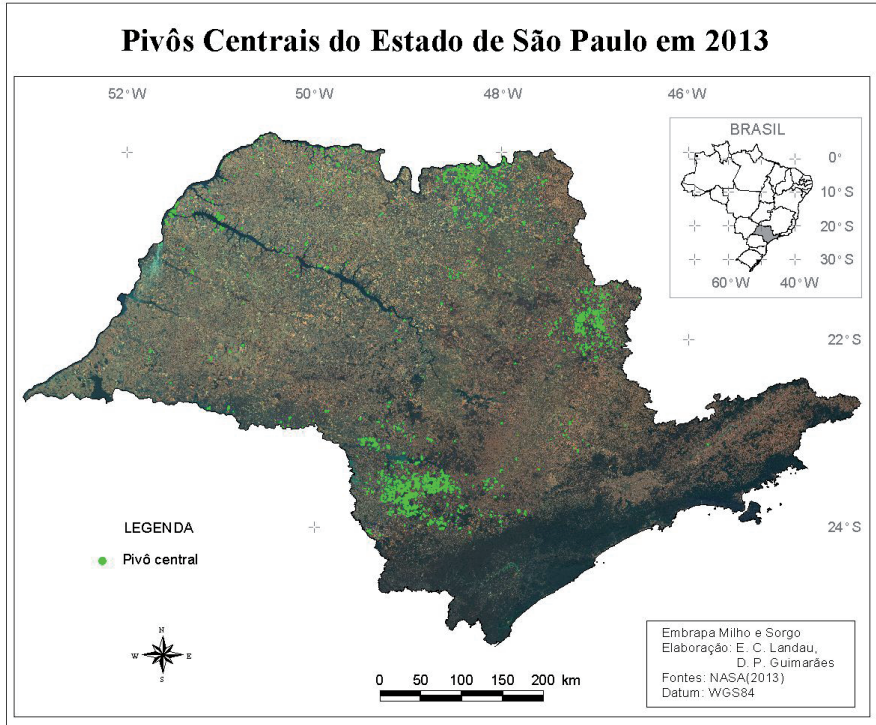 Pivôs Centrais do Estado de São Paulo em 2013
52°W 50°W 48°W 46°W
BRASIL
0°
10°S
20°S
30°S
60°W 40°W
22°S
24°S
LEGENDA
Pivô central
N
W E
S
0 50 100 150 200 km
Embrapa Milho e Sorgo
Elaboração: E. C. Landau,
D. P. Guimarães
Fontes: NASA(2013)
Datum: WGS84